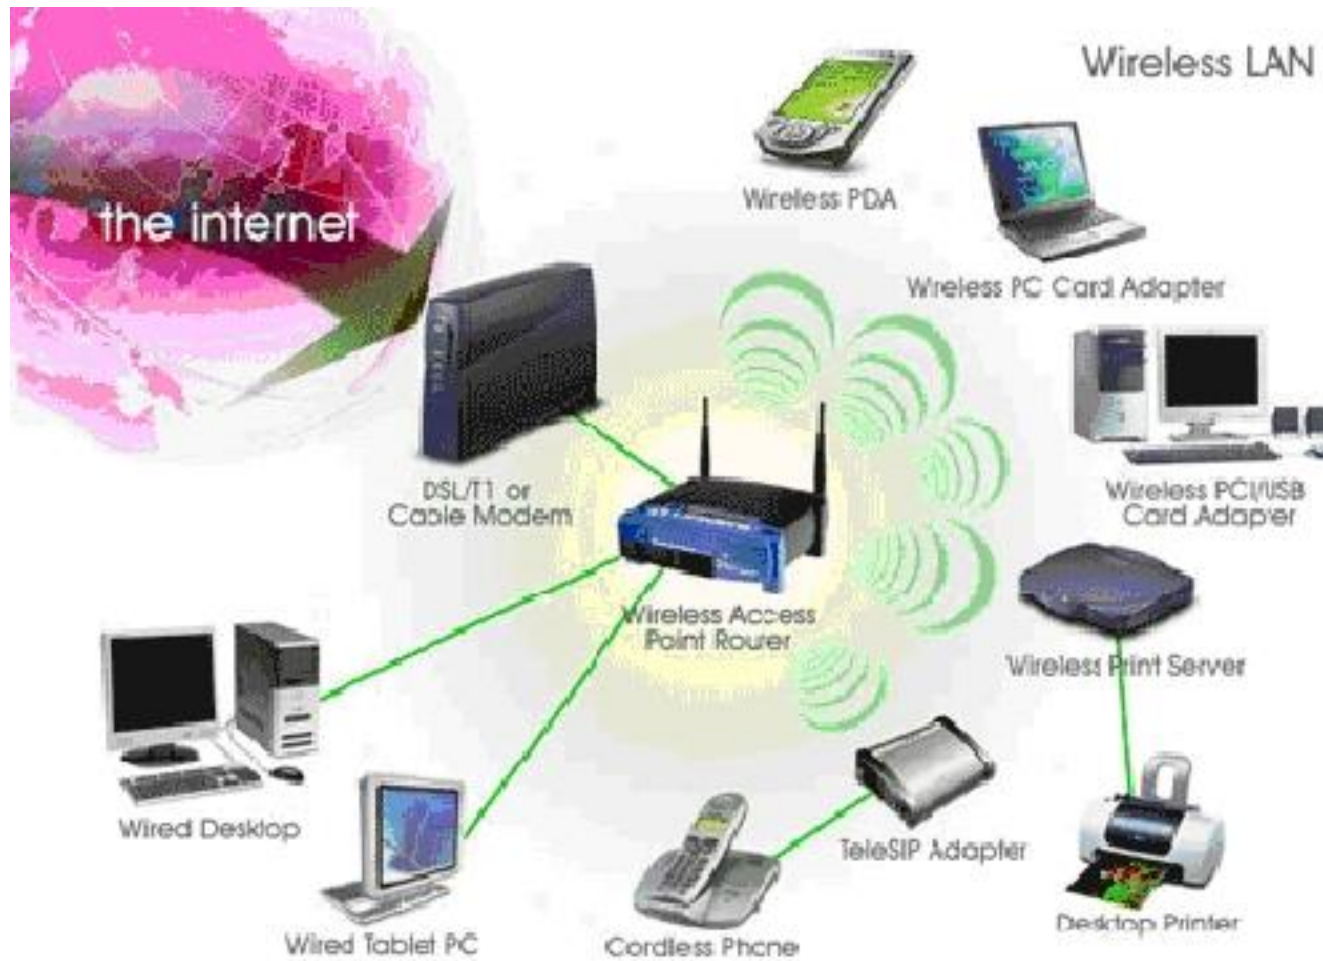 Wireless LAN
the internet
Wireless PDA
Wireless PC Card Adapter
DSL/T1 or
Cable Modem
Wireless PCI/USB
Card Adapter
Wireless Access
Point Router
Wireless Print Server
Wired Desktop
TeleSIP Adapter
Wired Tablet PC
Cordless Phone
Desktop Printer